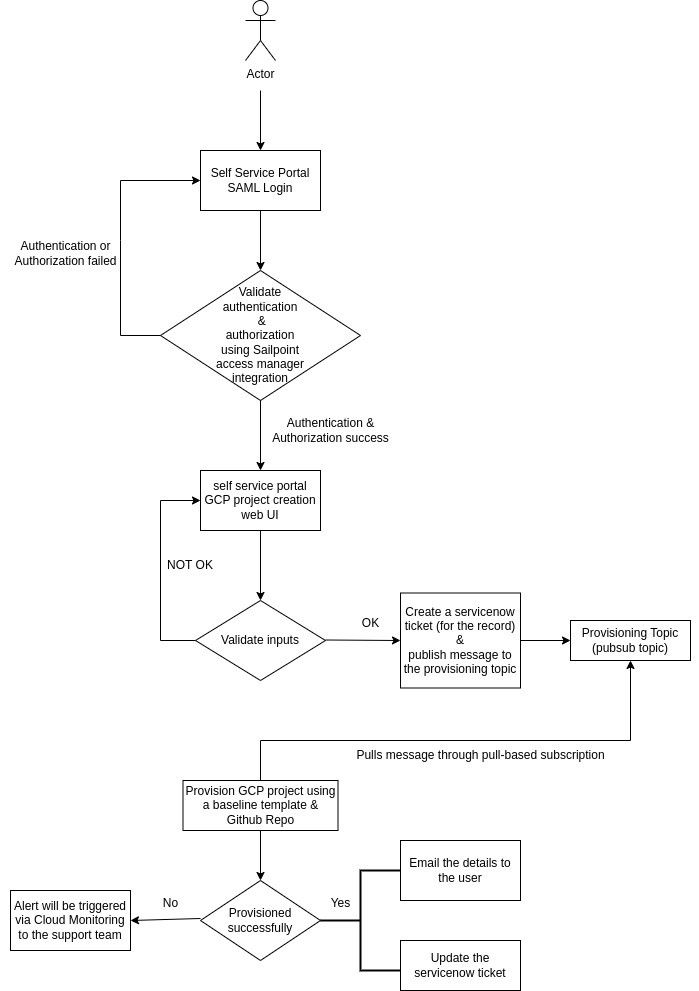 Actor
Self Service Portal
SAML Login
Authentication or
Authorization failed
Validate
authentication
&
authorization
using Sailpoint
access manager
integration
Authentication &
Authorization success
self service portal
GCP project creation
web UI
NOT OK
Validate inputs
OK
Create a servicenow
ticket (for the record)
&
publish message to
the provisioning topic
Provisioning Topic
(pubsub topic)
Pulls message through pull-based subscription
Provision GCP project using
a baseline template &
Github Repo
Provisioned
successfully
No
Alert will be triggered
via Cloud Monitoring
to the support team
Yes
Email the details to
the user
Update the
servicenow ticket